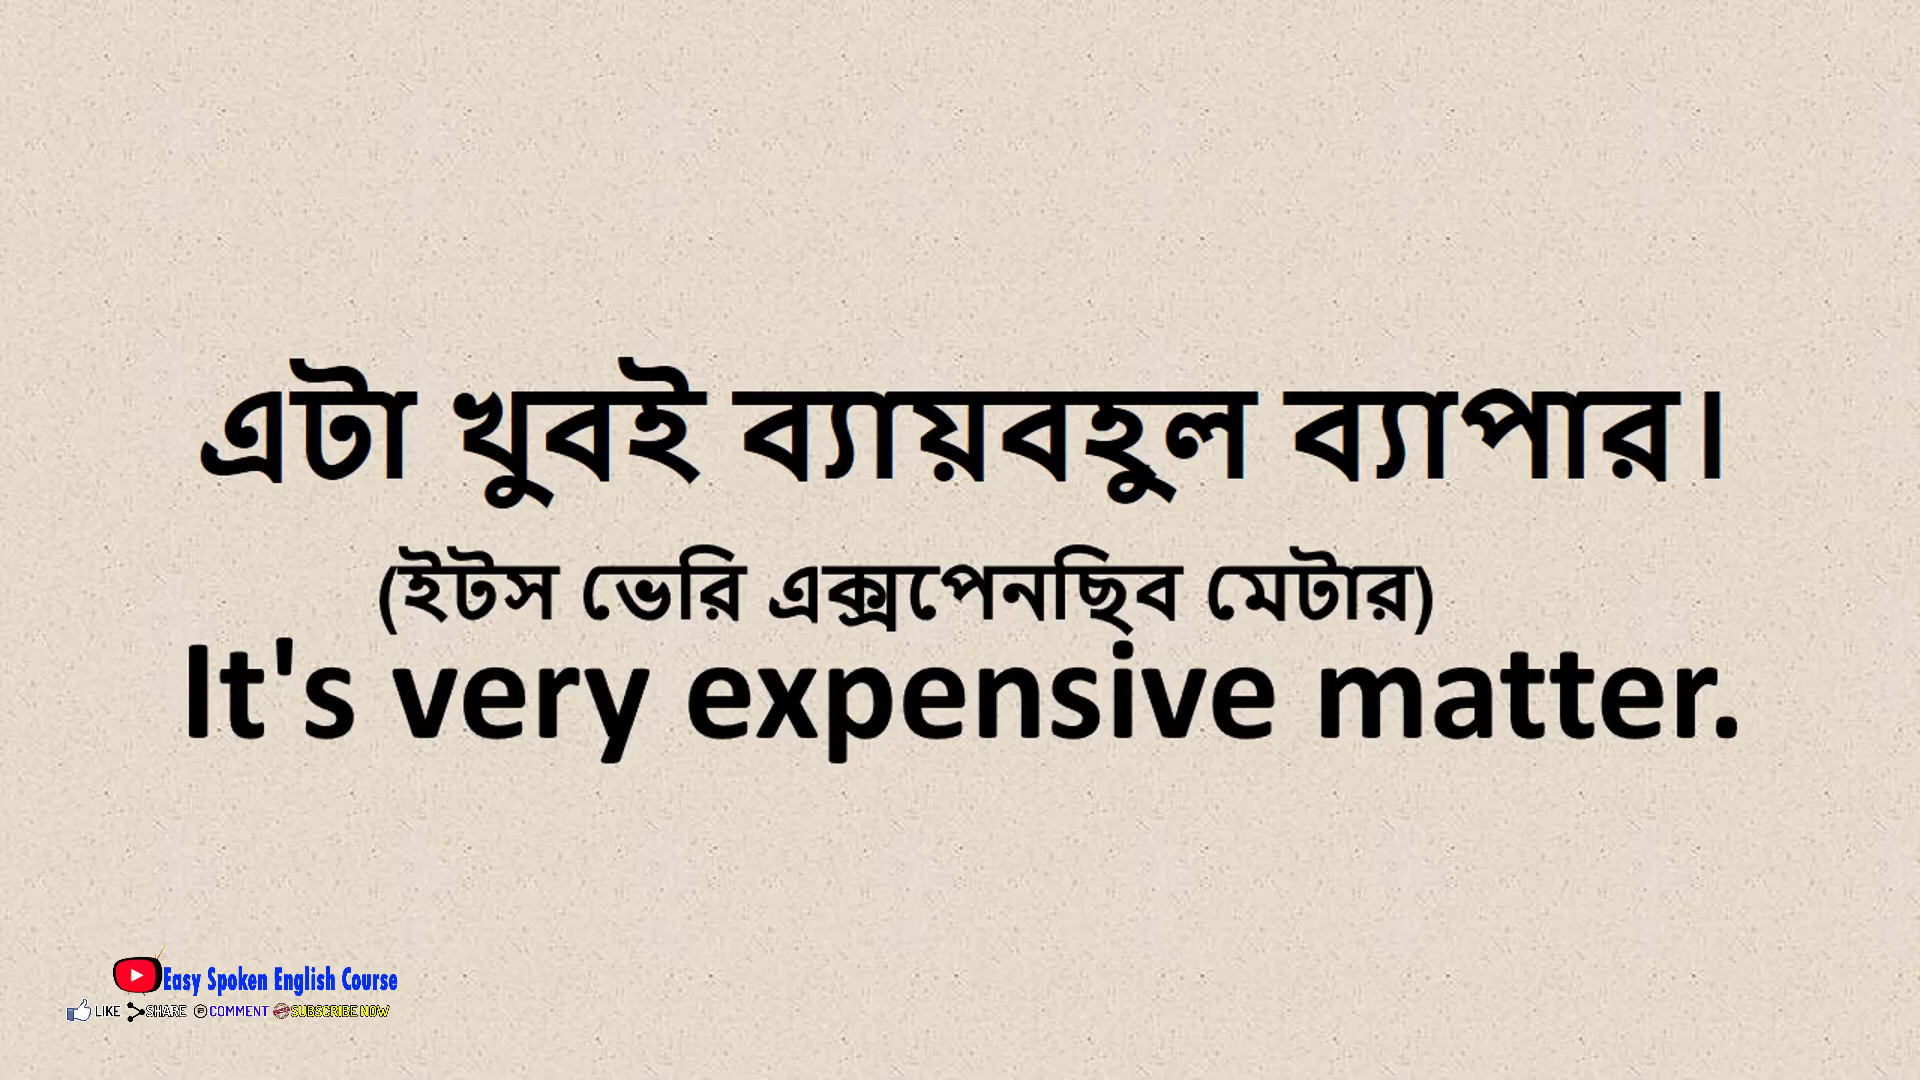 এটা খুবই ব্যায়বহুল ব্যাপার।
(ইটস ভেরি এক্সপেনছিব মেটার)
It's very expensive matter.
Easy Spoken English Course
LIKE SHARE COMMENT SUBSCRIBE NOW